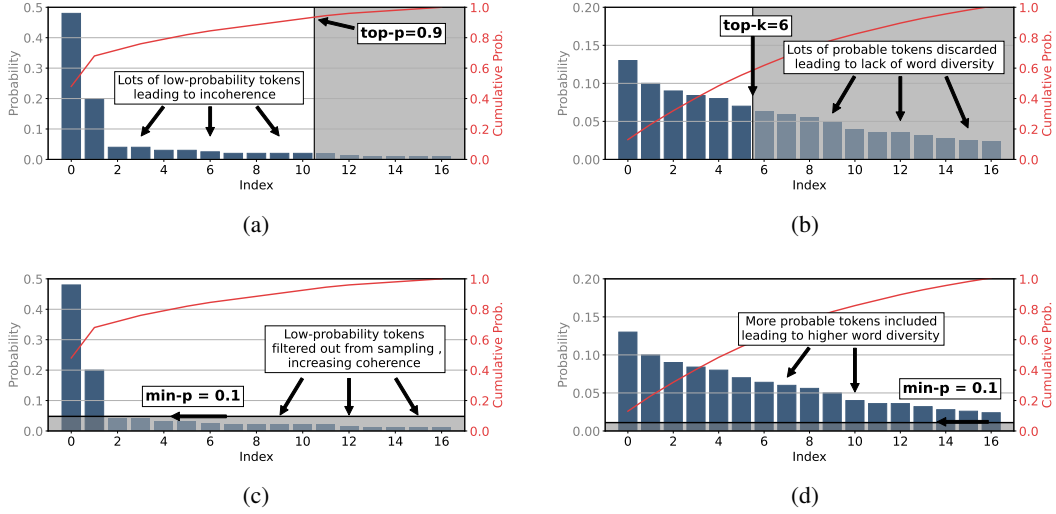 0.5
0.4
0.3
0.2
0.1
0.0
Probability
0 2 4 6 8 10 12 14 16
Index
1.0
0.8
0.6
0.4
0.2
0.0
Cumulative Prob.
top-p=0.9
Lots of low-probability tokens
leading to incoherence
(a)
0.20
0.15
0.10
0.05
0.00
Probability
0 2 4 6 8 10 12 14 16
Index
1.0
0.8
0.6
0.4
0.2
0.0
Cumulative Prob.
top-k=6
Lots of probable tokens discarded
leading to lack of word diversity
(b)
0.5
0.4
0.3
0.2
0.1
0.0
Probability
0 2 4 6 8 10 12 14 16
Index
1.0
0.8
0.6
0.4
0.2
0.0
Cumulative Prob.
Low-probability tokens
filtered out from sampling ,
increasing coherence
min-p = 0.1
(c)
0.20
0.15
0.10
0.05
0.00
Probability
0 2 4 6 8 10 12 14 16
Index
1.0
0.8
0.6
0.4
0.2
0.0
Cumulative Prob.
More probable tokens included
leading to higher word diversity
min-p = 0.1
(d)